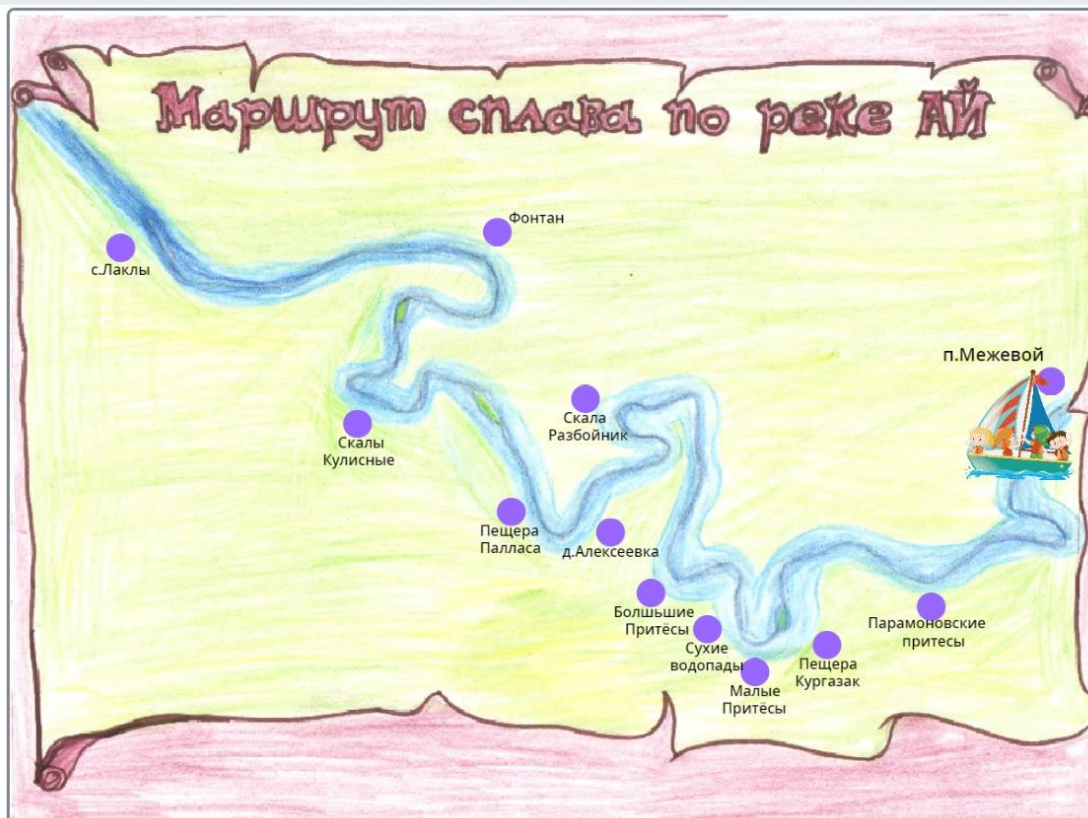 Маршрут сплава по реке АЙ
Фонтан
с.Лаклы
п.Межевой
Скала
Разбойник
Скалы
Кулисные
Пещера
Палласа
д.Алексеевка
Болшьшие
Притёсы
Сухие
водопады
Малые
Притёсы
Пещера
Кургазак
Парамоновские
притесы